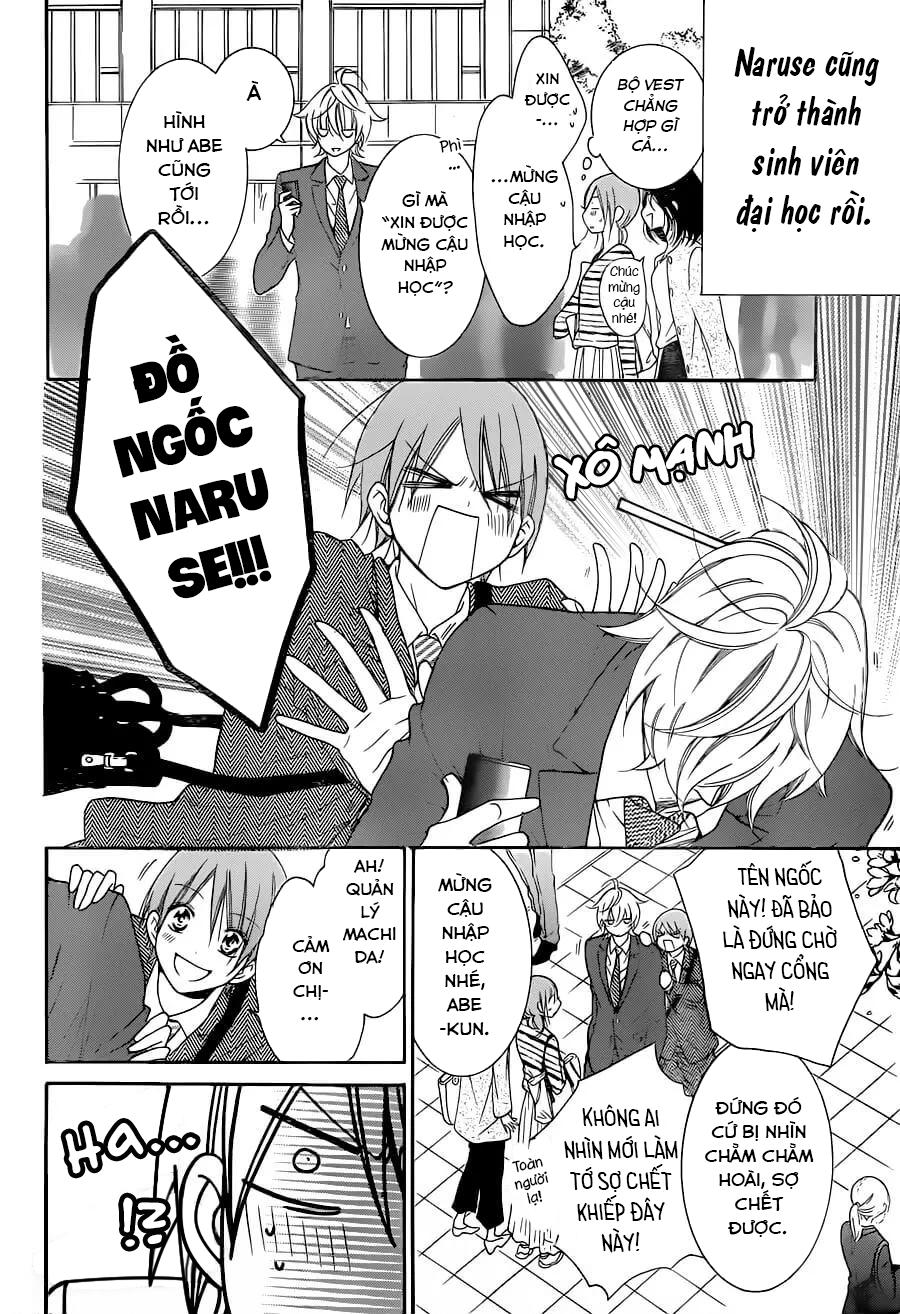 Naruse cũng
trở thành
sinh viên
đại học rồi.
BỘ VEST
CHẲNG
HỢP GÌ
CẢ...
XIN
ĐƯỢC
-...
...MỪNG
CẬU
NHẬP
HỌC.
Chúc
mừng
cậu
nhé!
Phì
...
GÌ MÀ
“XIN ĐƯỢC
MỪNG CẬU
NHẬP
HỌC”?
À
HÌNH
NHƯ ABE
CŨNG
TỚI
RỒI...
XÔ MẠNH
ĐỒ
NGỐC
NARU
SE!!!
TÊN NGỐC
NÀY! ĐÃ BẢO
LÀ ĐỨNG CHỜ
NGAY CỔNG
MÀ!
ĐỨNG ĐÓ
CỨ BỊ NHÌN
CHẰM CHẰM
HOÀI, SỢ
CHẾT
ĐƯỢC.
KHÔNG AI
NHÌN MỚI LÀM
TỚ SỢ CHẾT
KHIẾP ĐÂY
NÀY!
Toàn
người
lạ!
MỪNG
CẬU
NHẬP
HỌC
NHÉ,
ABE
-KUN.
AH!
QUẢN
LÝ
MACHI
DA!
CẢM
ƠN
CHỊ-
...
Ha...
!?